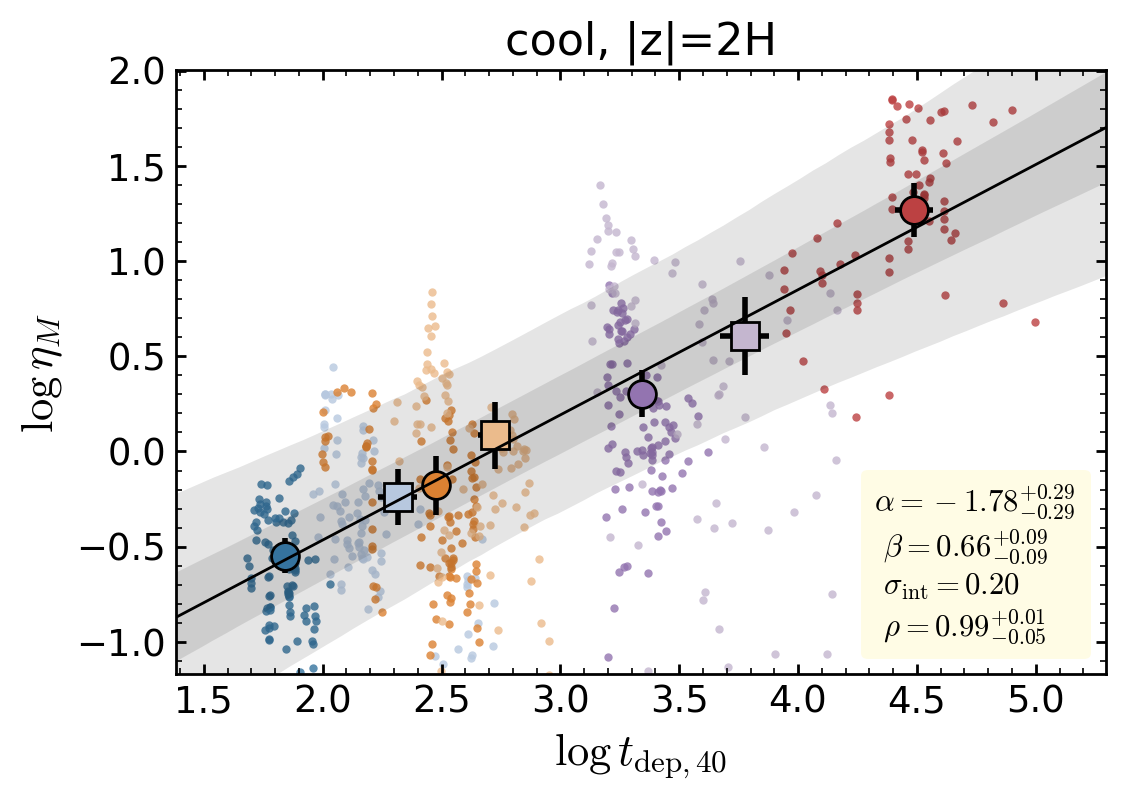 cool, |z|=2H
2.0
1.5
1.0
0.5
0.0
−0.5
−1.0
log η_M
α = −1.78^{+0.29}_{−0.29}
β = 0.66^{+0.09}_{−0.09}
σ_int = 0.20
ρ = 0.99^{+0.01}_{−0.05}
1.5 2.0 2.5 3.0 3.5 4.0 4.5 5.0
log t_{dep, 40}